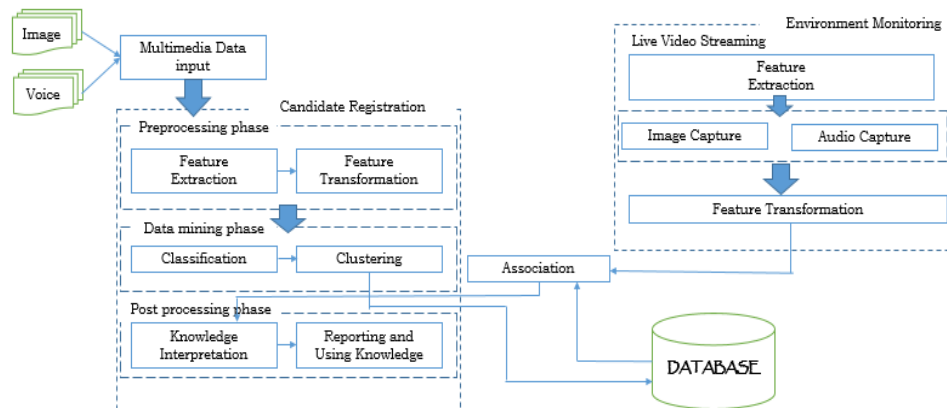 Image
Voice
Multimedia Data
input
Candidate Registration
Preprocessing phase
Feature
Extraction
Feature
Transformation
Data mining phase
Classification
Clustering
Post processing phase
Knowledge
Interpretation
Reporting and
Using Knowledge
Association
Environment Monitoring
Live Video Streaming
Feature
Extraction
Image Capture
Audio Capture
Feature Transformation
DATABASE